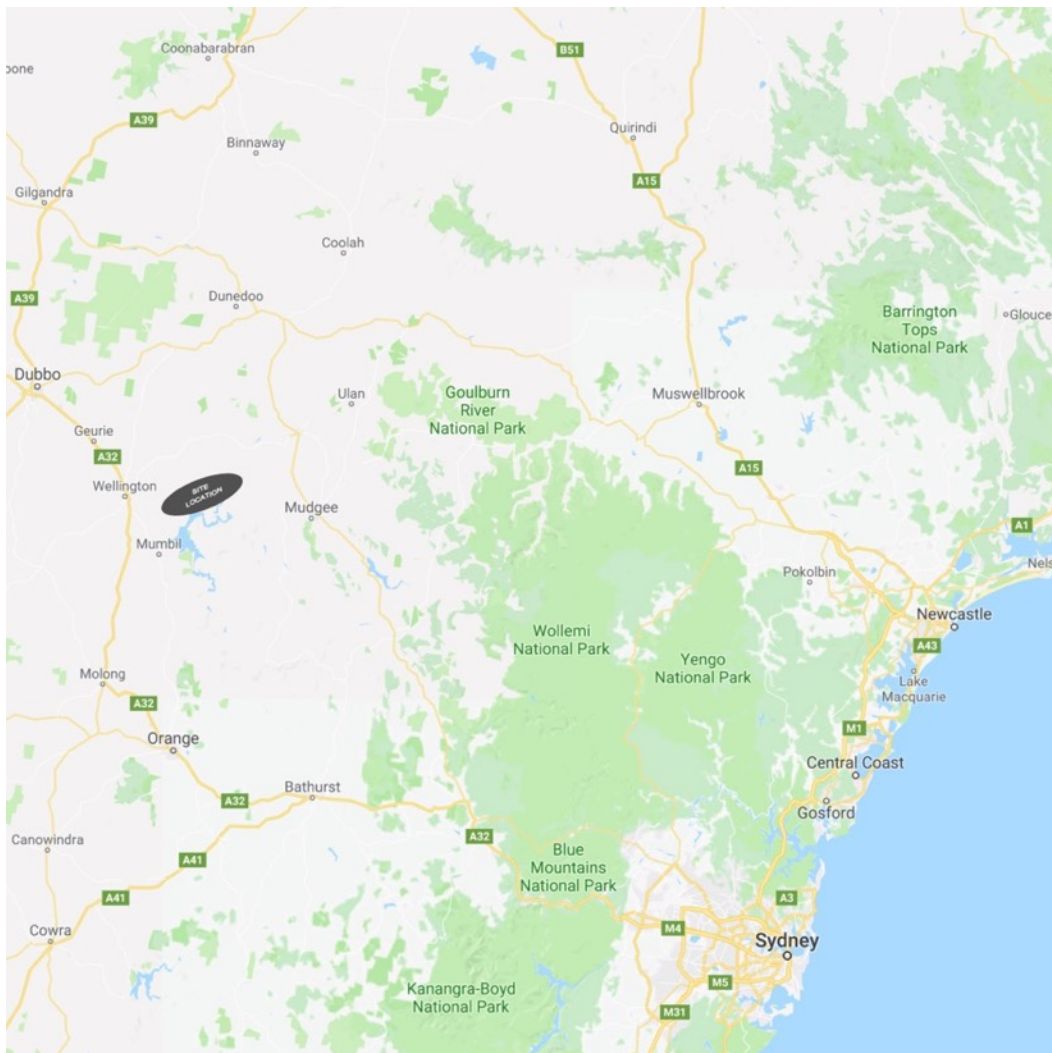 Coonabarabran
B51
oone
A39
Quirindi
Binnaway
A15
Gilgandra
Coolah
A39
Dunedoo
Barrington
Tops
National Park
Glouce
Dubbo
Ulan
Goulburn
River
National Park
Muswellbrook
Geurie
A32
A15
Wellington
SITE
LOCATION
Mudgee
A1
Mumbil
Nels
Pokolbin
Newcastle
Wollemi
National Park
A43
Yengo
National Park
Lake
Macquarie
Molong
A32
M1
Orange
Central Coast
Bathurst
A32
Gosford
Canowindra
A32
A41
Blue
Mountains
National Park
A41
A3
Cowra
M4
Sydney
Kanangra-Boyd
National Park
M5
M31